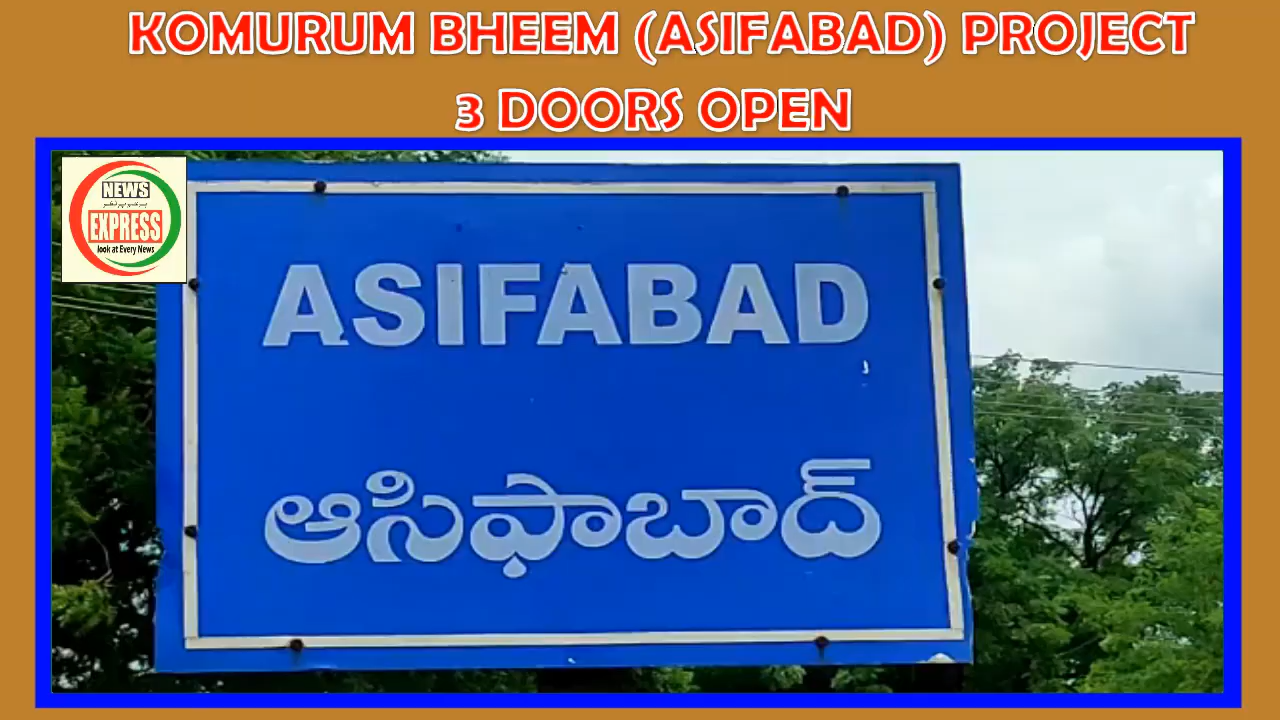 KOMURUM BHEEM (ASIFABAD) PROJECT
3 DOORS OPEN
NEWS
EXPRESS
look at Every News
ASIFABAD
ఆసిఫాబాద్